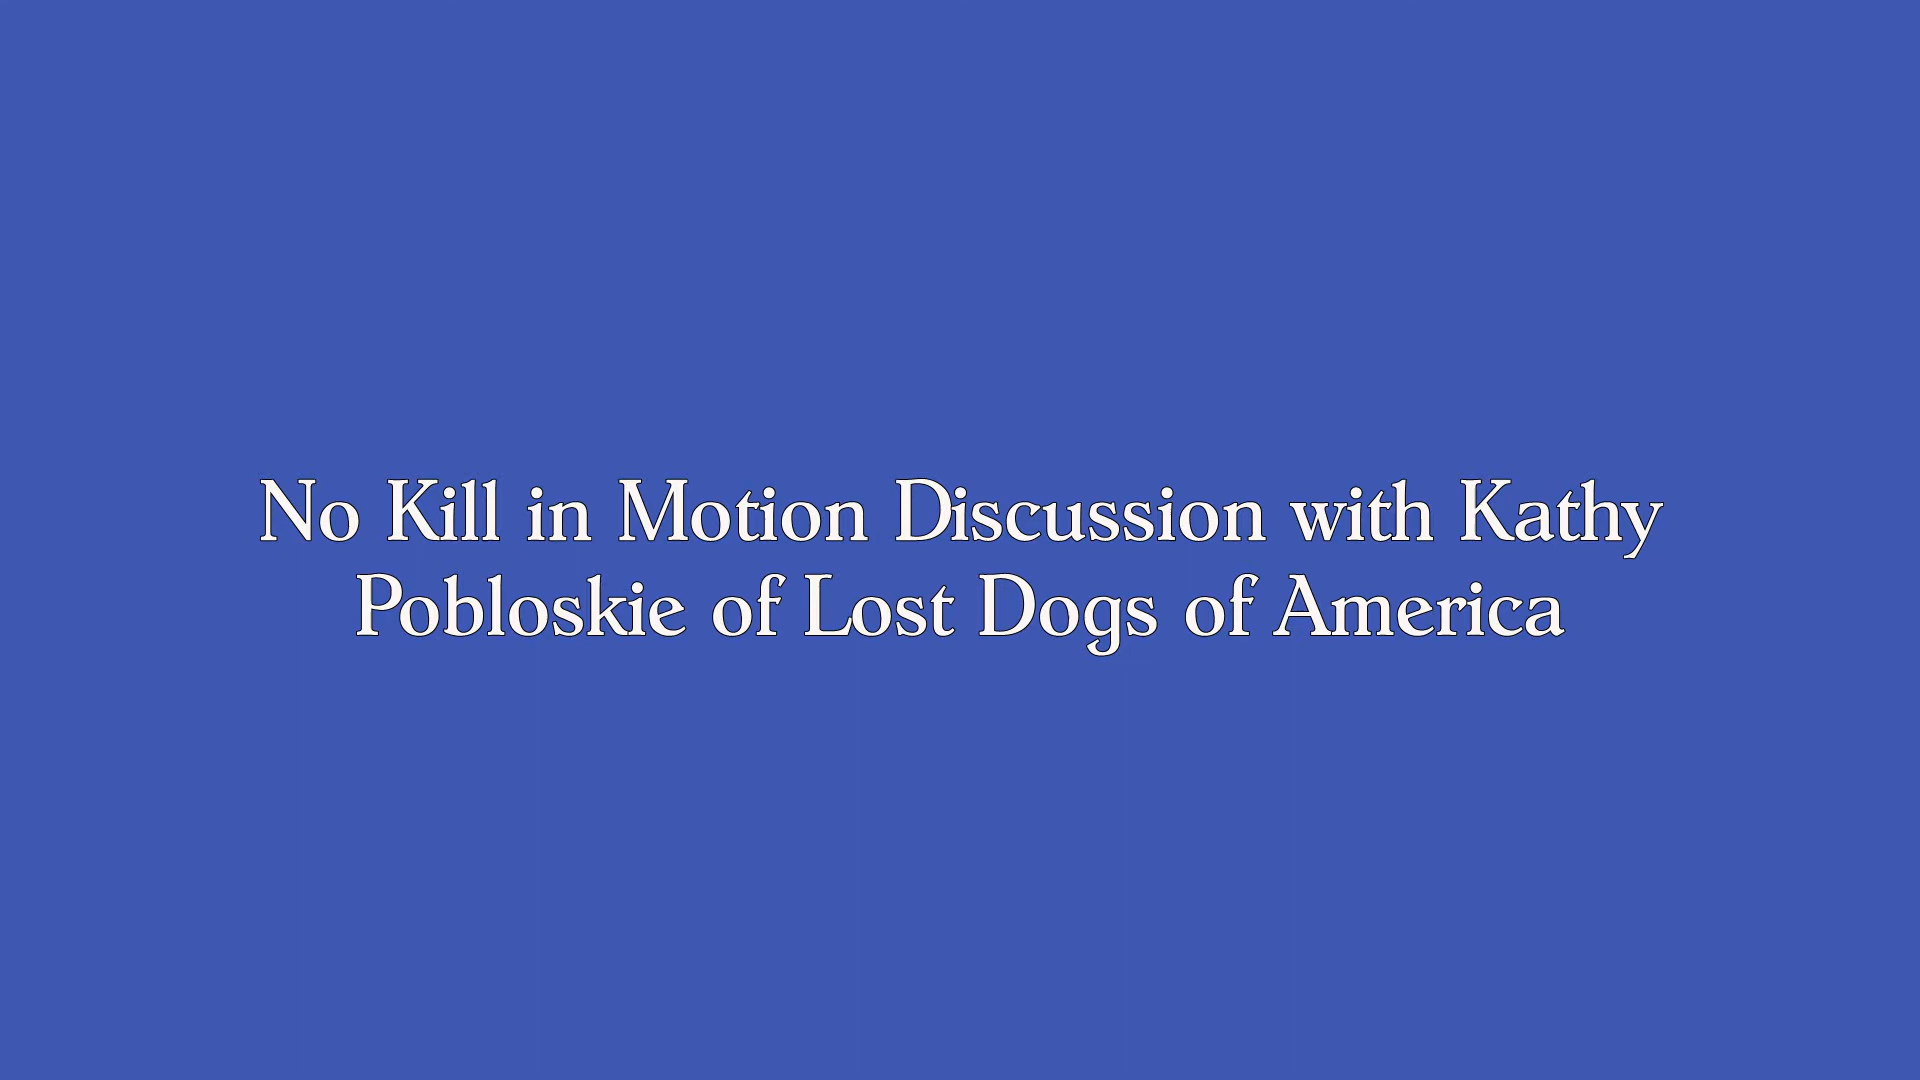 No Kill in Motion Discussion with Kathy
Pobloskie of Lost Dogs of America